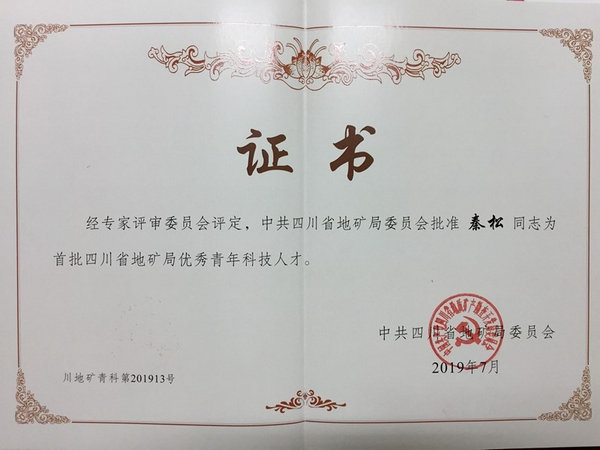 证书
经专家评审委员会评定，中共四川省地矿局委员会批准 秦松 同志为
首批四川省地矿局优秀青年科技人才。
中共四川省地矿局委员会
2019年7月
川地矿青科第201913号